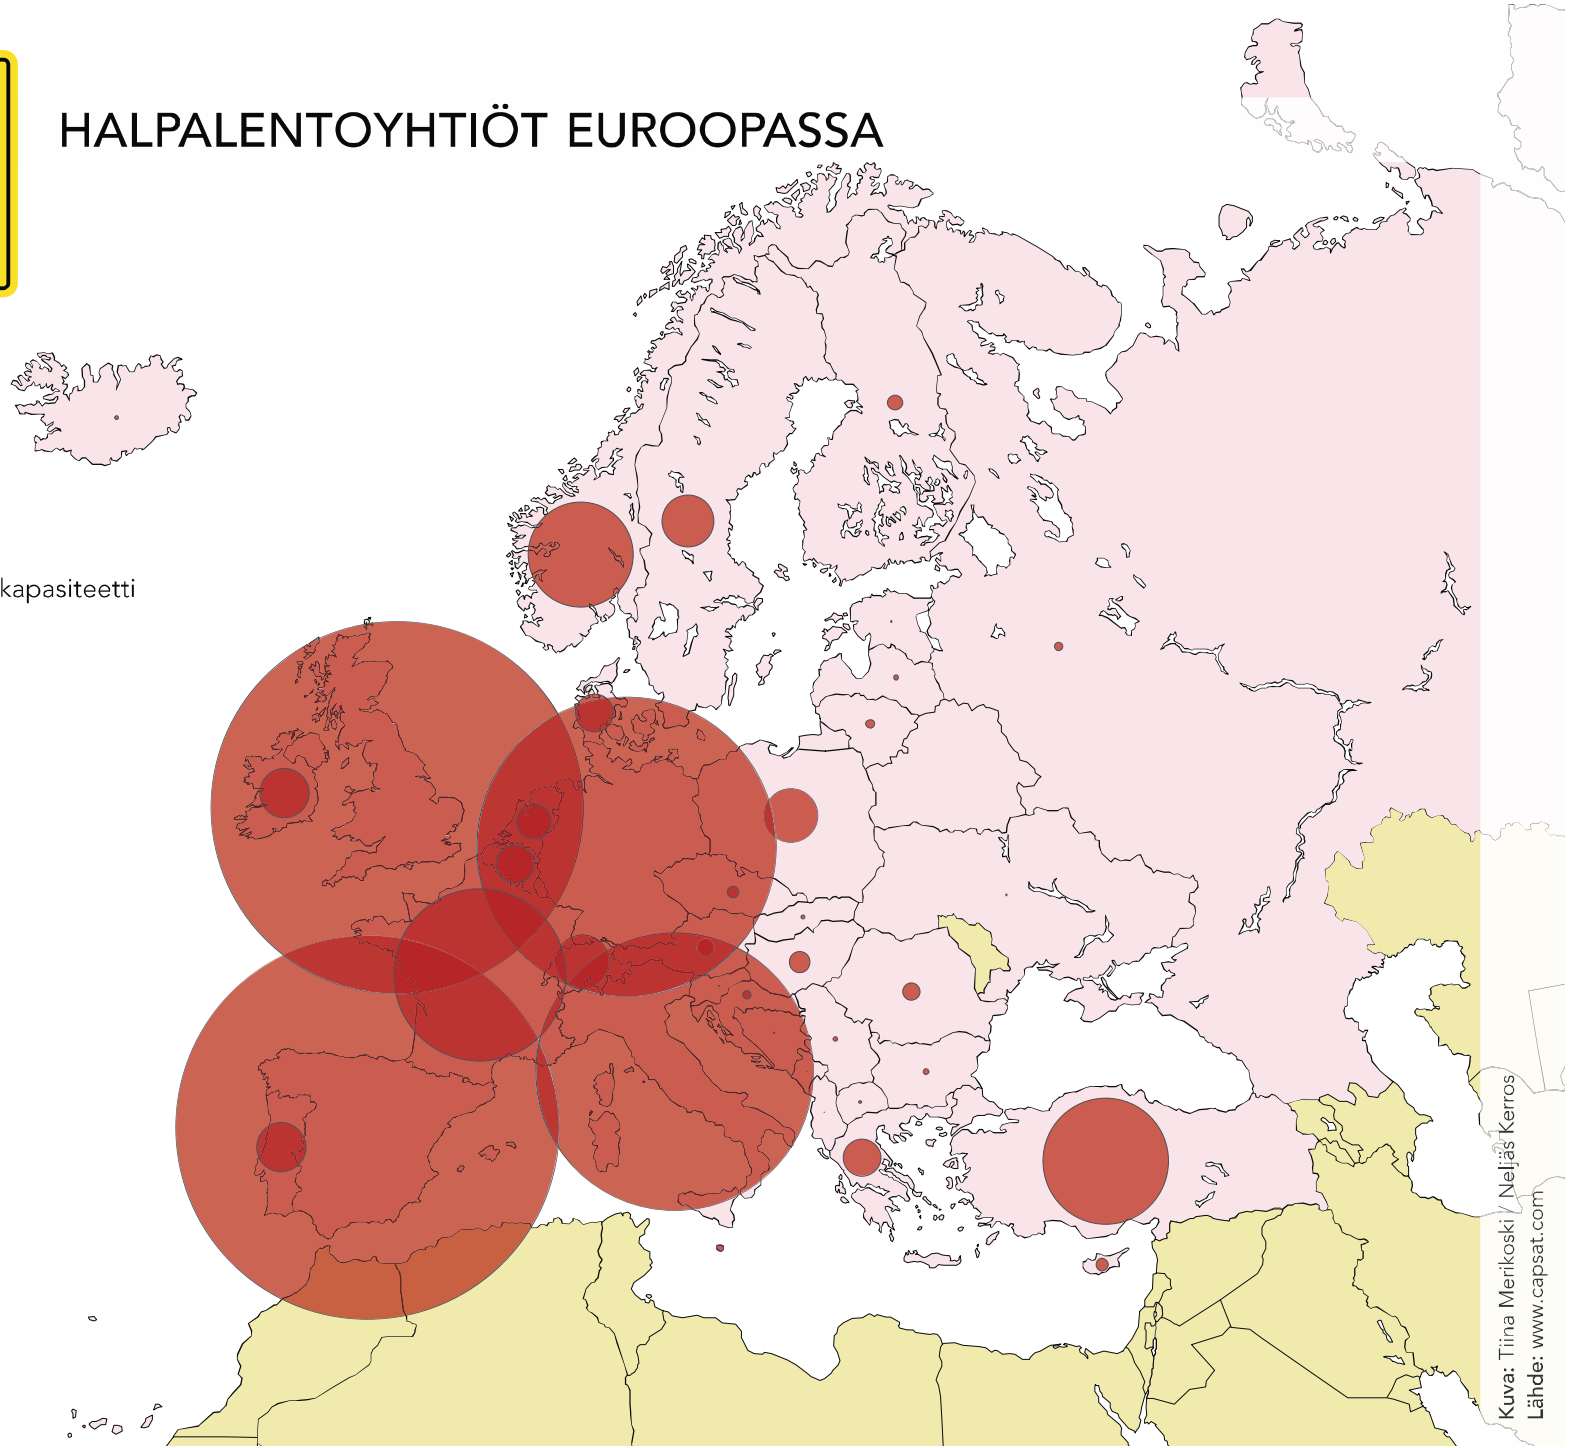 HALPALENTOYHTIÖT EUROOPASSA
kapasiteetti
Kuva: Tiina Merikoski / Neljäs Kerros
Lähde: www.capsat.com